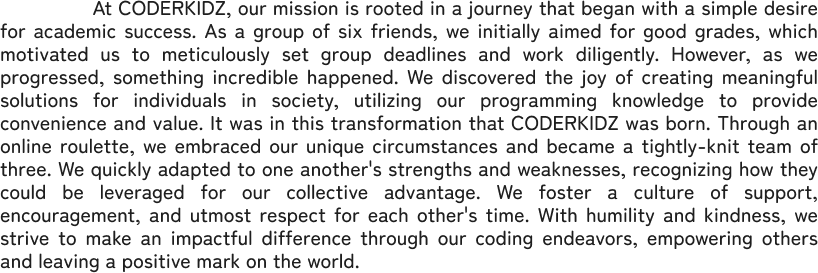 At CODERKIDZ, our mission is rooted in a journey that began with a simple desire
for academic success. As a group of six friends, we initially aimed for good grades, which
motivated us to meticulously set group deadlines and work diligently. However, as we
progressed, something incredible happened. We discovered the joy of creating meaningful
solutions for individuals in society, utilizing our programming knowledge to provide
convenience and value. It was in this transformation that CODERKIDZ was born. Through an
online roulette, we embraced our unique circumstances and became a tightly-knit team of
three. We quickly adapted to one another's strengths and weaknesses, recognizing how they
could be leveraged for our collective advantage. We foster a culture of support,
encouragement, and utmost respect for each other's time. With humility and kindness, we
strive to make an impactful difference through our coding endeavors, empowering others
and leaving a positive mark on the world.